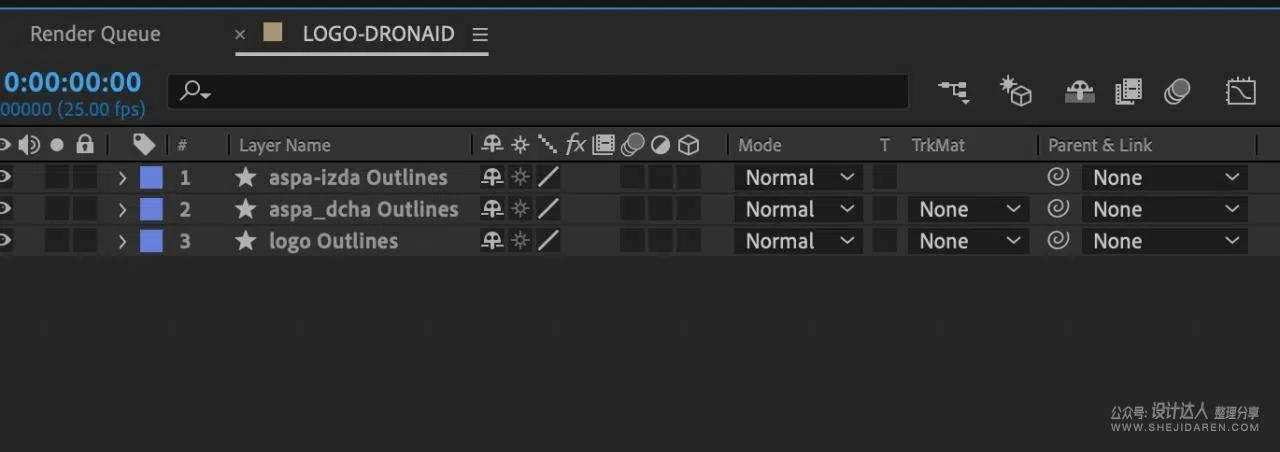 Render Queue × LOGO-DRONAID
0:00:00:00
00000 (25.00 fps)
# Layer Name fx Mode T TrkMat Parent & Link
1 aspa-izda Outlines Normal None
2 aspa_dcha Outlines Normal None None
3 logo Outlines Normal None None
公众号: 设计达人 整理分享
WWW.SHEJIDAREN.COM